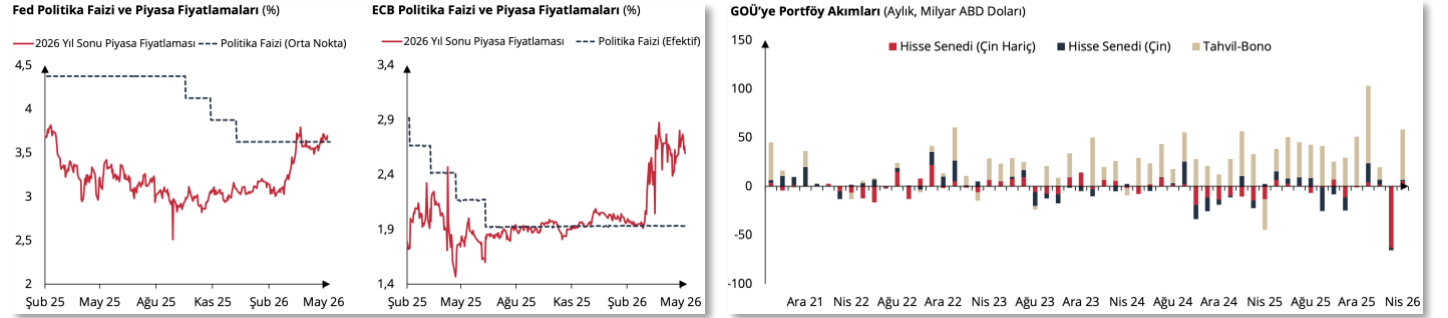 Fed Politika Faizi ve Piyasa Fiyatlamaları (%)
2026 Yıl Sonu Piyasa Fiyatlaması
Politika Faizi (Orta Nokta)
4,5
4
3,5
3
2,5
2
Şub 25 May 25 Ağu 25 Kas 25 Şub 26 May 26
ECB Politika Faizi ve Piyasa Fiyatlamaları (%)
2026 Yıl Sonu Piyasa Fiyatlaması
Politika Faizi (Efektif)
3,4
2,9
2,4
1,9
1,4
Şub 25 May 25 Ağu 25 Kas 25 Şub 26 May 26
GOÜ'ye Portföy Akımları (Aylık, Milyar ABD Doları)
Hisse Senedi (Çin Hariç)
Hisse Senedi (Çin)
Tahvil-Bono
150
100
50
0
-50
-100
Ara 21 Nis 22 Ağu 22 Ara 22 Nis 23 Ağu 23 Ara 23 Nis 24 Ağu 24 Ara 24 Nis 25 Ağu 25 Ara 25 Nis 26